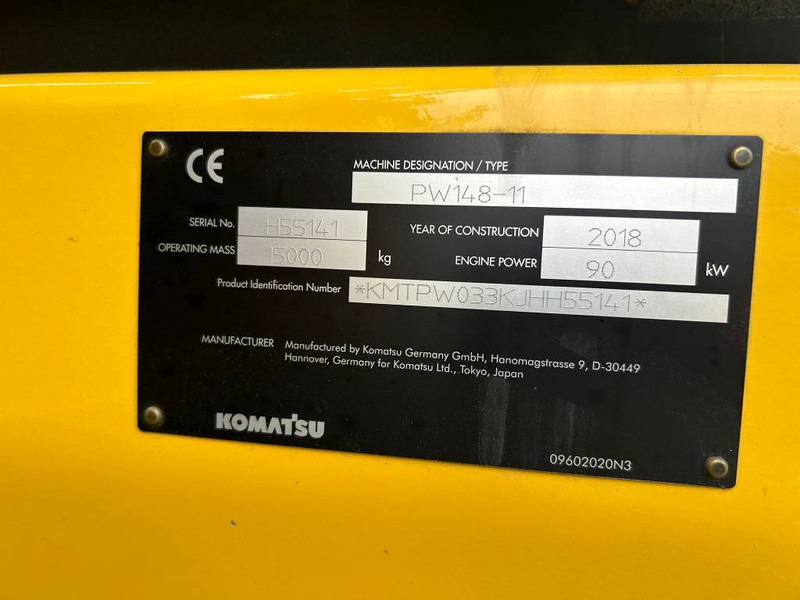 CE
MACHINE DESIGNATION / TYPE
PW148-11
SERIAL No. H55141
YEAR OF CONSTRUCTION 2018
OPERATING MASS 15000 kg
ENGINE POWER 90 kW
Product Identification Number *KMTPW033KJHH55141*
MANUFACTURER Manufactured by Komatsu Germany GmbH, Hanomagstrasse 9, D-30449
Hannover, Germany for Komatsu Ltd., Tokyo, Japan
KOMATSU
09602020N3